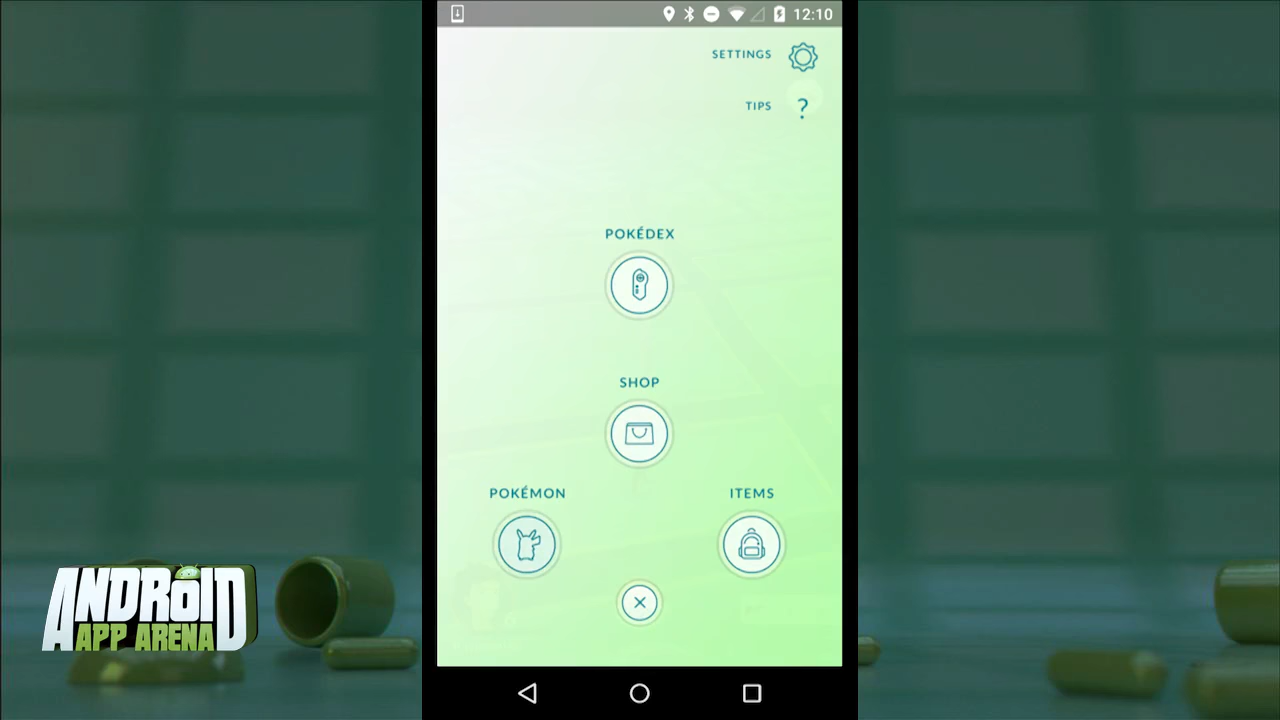 12:10
SETTINGS
TIPS
?
POKÉDEX
SHOP
POKÉMON
ITEMS
ANDROID
APP ARENA